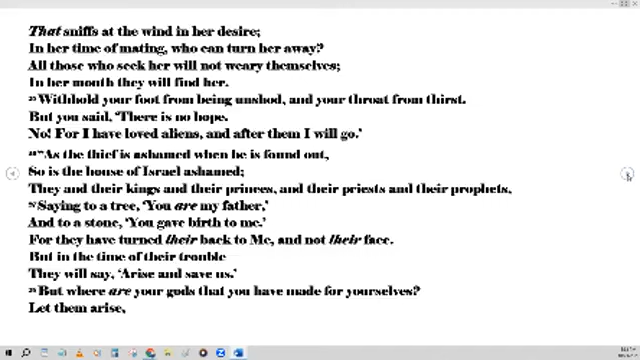 That sniffs at the wind in her desire;
In her time of mating, who can turn her away?
All those who seek her will not weary themselves;
In her mouth they will find her.
25 Withhold your foot from being unshod, and your throat from thirst.
But you said, ‘There is no hope.
No! For I have loved aliens, and after them I will go.’
26 “As the thief is ashamed when he is found out,
So is the house of Israel ashamed;
They and their kings and their princes, and their priests and their prophets,
27 Saying to a tree, ‘You are my father,’
And to a stone, ‘You gave birth to me.’
For they have turned their back to Me, and not their face.
But in the time of their trouble
They will say, ‘Arise and save us.’
28 But where are your gods that you have made for yourselves?
Let them arise,